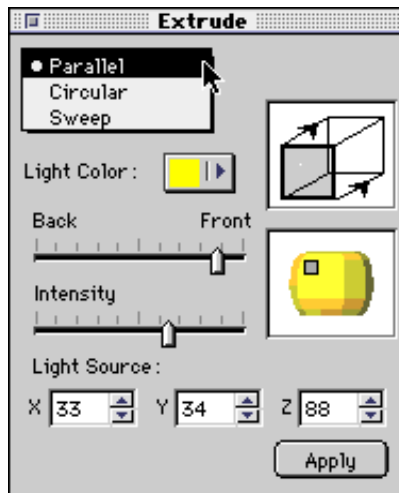 Extrude
Parallel
Circular
Sweep
Light Color:
Back Front
Intensity
Light Source:
X 33 Y 34 Z 88
Apply